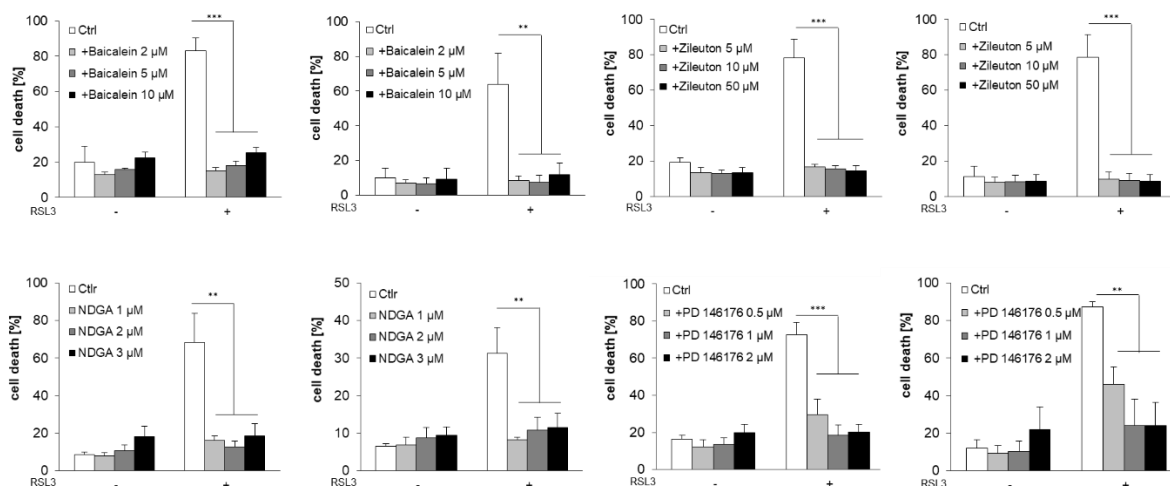 ***
100
80
60
40
20
0
cell death [%]
Ctrl
+Baicalein 2 µM
+Baicalein 5 µM
+Baicalein 10 µM
RSL3 - +
**
100
80
60
40
20
0
cell death [%]
Ctrl
+Baicalein 2 µM
+Baicalein 5 µM
+Baicalein 10 µM
RSL3 - +
***
100
80
60
40
20
0
cell death [%]
Ctrl
+Zileuton 5 µM
+Zileuton 10 µM
+Zileuton 50 µM
RSL3 - +
***
100
80
60
40
20
0
cell death [%]
Ctrl
+Zileuton 5 µM
+Zileuton 10 µM
+Zileuton 50 µM
RSL3 - +
**
100
80
60
40
20
0
cell death [%]
Ctlr
NDGA 1 µM
NDGA 2 µM
NDGA 3 µM
RSL3 - +
**
50
40
30
20
10
0
cell death [%]
Ctrl
NDGA 1 µM
NDGA 2 µM
NDGA 3 µM
RSL3 - +
***
100
80
60
40
20
0
cell death [%]
Ctrl
+PD 146176 0.5 µM
+PD 146176 1 µM
+PD 146176 2 µM
RSL3 - +
**
100
80
60
40
20
0
cell death [%]
Ctrl
+PD 146176 0.5 µM
+PD 146176 1 µM
+PD 146176 2 µM
RSL3 - +